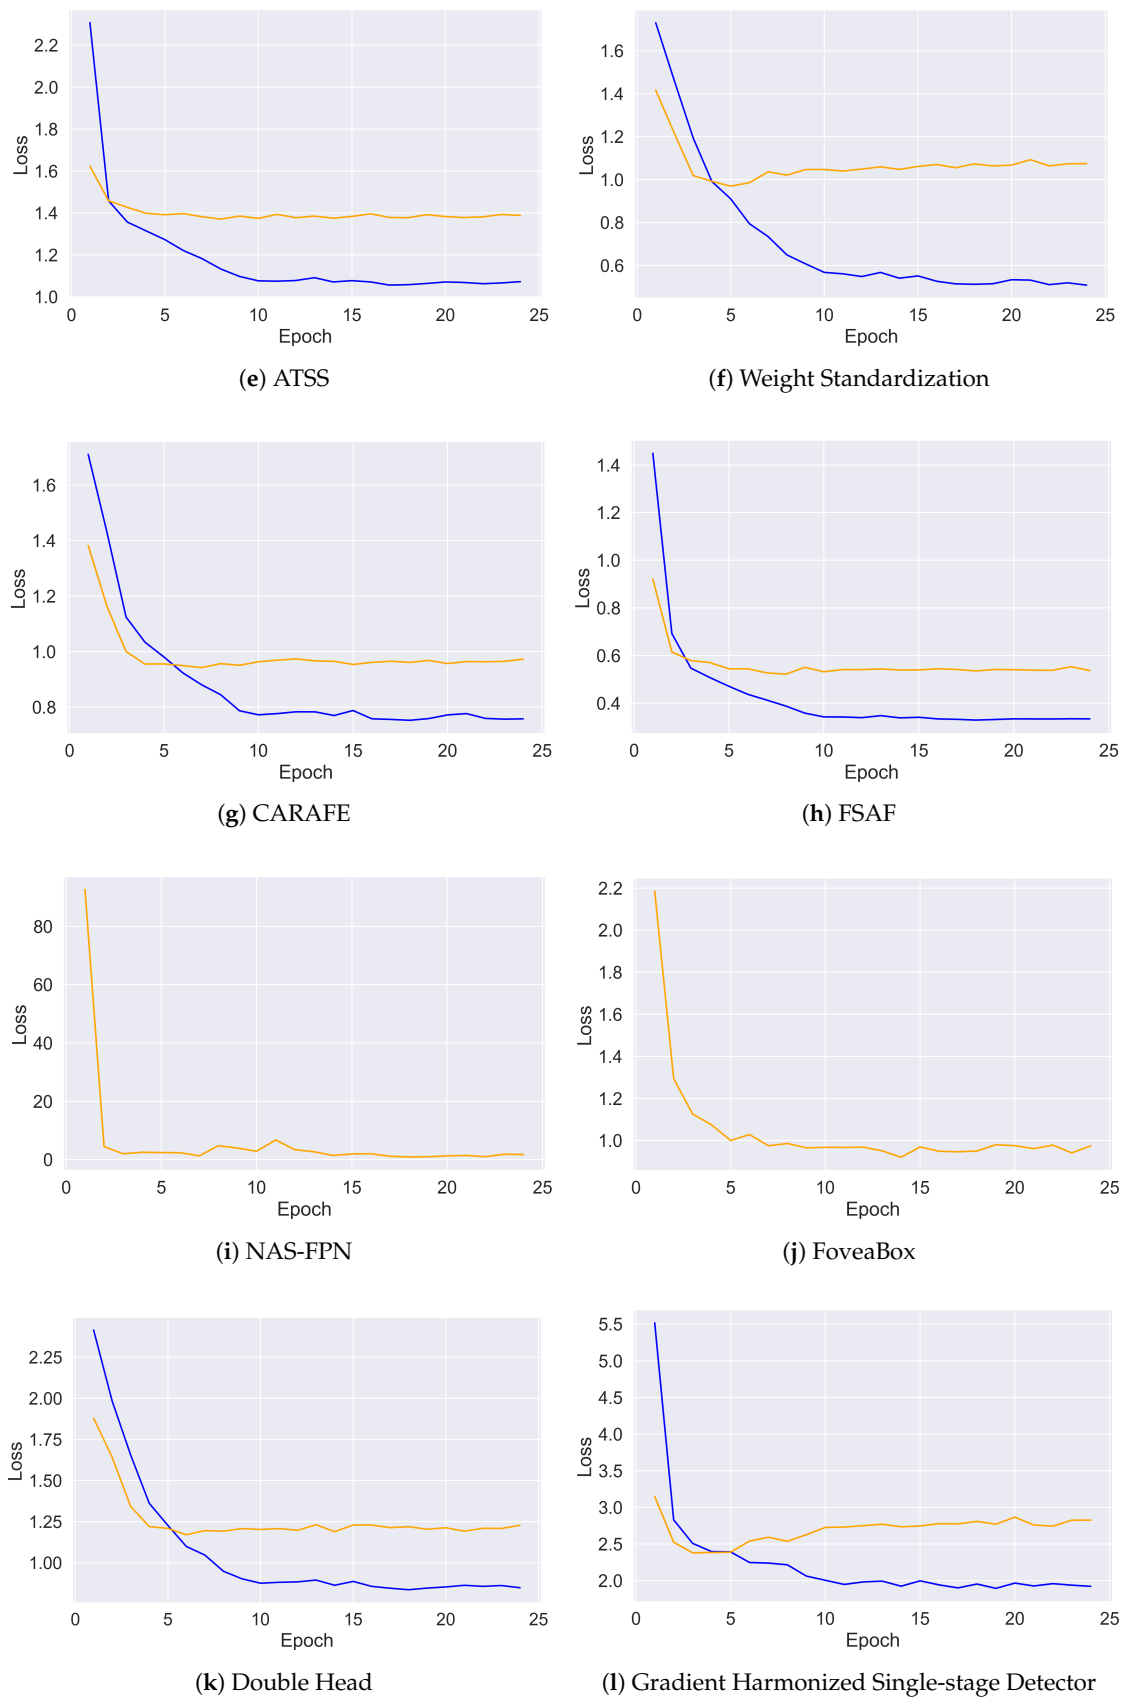 2.2
2.0
1.8
1.6
1.4
1.2
1.0
Loss
0 5 10 15 20 25
Epoch
(e) ATSS
1.6
1.4
1.2
1.0
0.8
0.6
Loss
0 5 10 15 20 25
Epoch
(f) Weight Standardization
1.6
1.4
1.2
1.0
0.8
Loss
0 5 10 15 20 25
Epoch
(g) CARAFE
1.4
1.2
1.0
0.8
0.6
0.4
Loss
0 5 10 15 20 25
Epoch
(h) FSAF
80
60
40
20
0
Loss
0 5 10 15 20 25
Epoch
(i) NAS-FPN
2.2
2.0
1.8
1.6
1.4
1.2
1.0
Loss
0 5 10 15 20 25
Epoch
(j) FoveaBox
2.25
2.00
1.75
1.50
1.25
1.00
Loss
0 5 10 15 20 25
Epoch
(k) Double Head
5.5
5.0
4.5
4.0
3.5
3.0
2.5
2.0
Loss
0 5 10 15 20 25
Epoch
(l) Gradient Harmonized Single-stage Detector